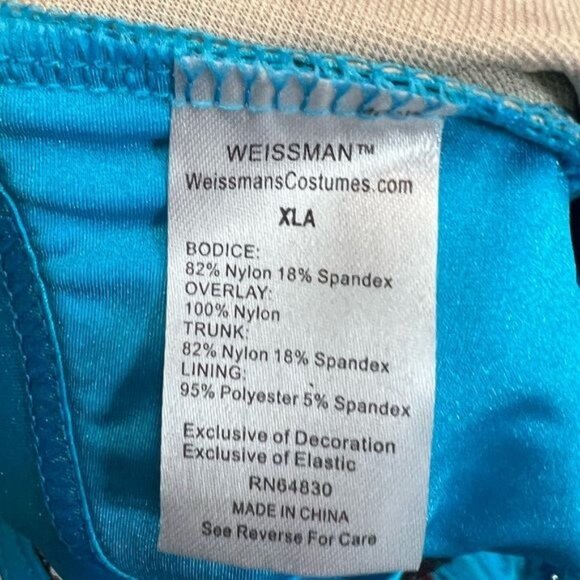 WEISSMAN™
WeissmansCostumes.com
XLA
BODICE:
82% Nylon 18% Spandex
OVERLAY:
100% Nylon
TRUNK:
82% Nylon 18% Spandex
LINING:
95% Polyester 5% Spandex
Exclusive of Decoration
Exclusive of Elastic
RN64830
MADE IN CHINA
See Reverse For Care